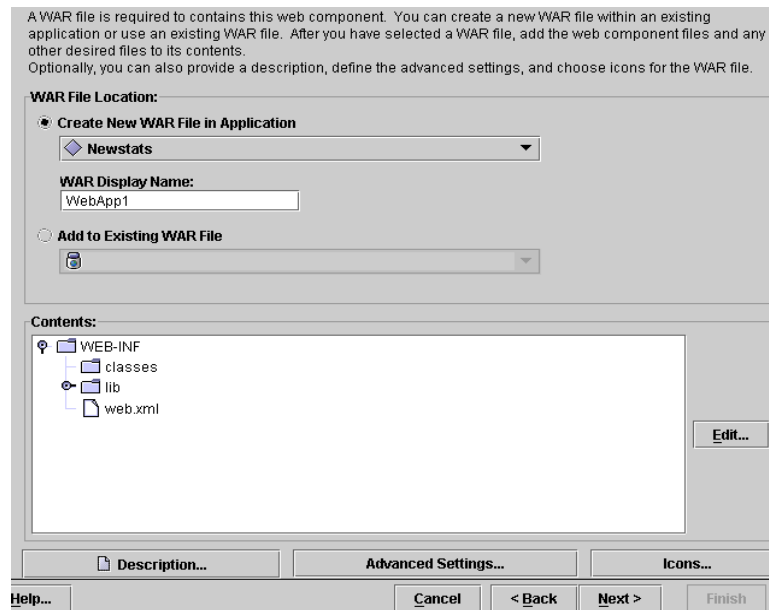 A WAR file is required to contains this web component. You can create a new WAR file within an existing
application or use an existing WAR file. After you have selected a WAR file, add the web component files and any
other desired files to its contents.
Optionally, you can also provide a description, define the advanced settings, and choose icons for the WAR file.
WAR File Location:
Create New WAR File in Application
Newstats
WAR Display Name:
WebApp1
Add to Existing WAR File
Contents:
WEB-INF
classes
lib
web.xml
Edit...
Description... Advanced Settings... Icons...
Help... Cancel < Back Next > Finish